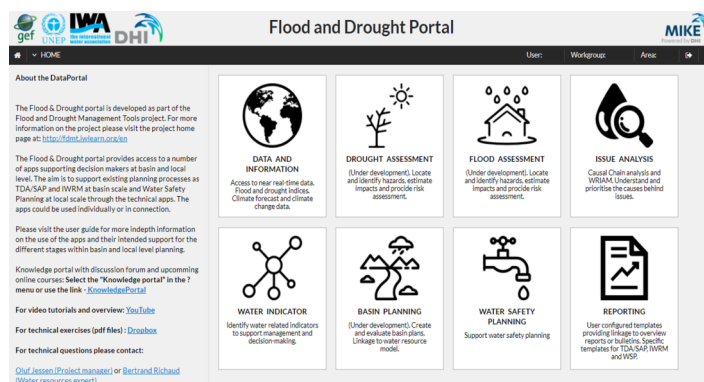 gef
UNEP
IWA
the international
water association
DHI
Flood and Drought Portal
MIKE
Powered by DHI
HOME
User:
Workgroup:
Area:
About the DataPortal
The Flood & Drought portal is developed as part of the
Flood and Drought Management Tools project. For more
information on the project please visit the project home
page at: http://fdmt.iwlearn.org/en
The Flood & Drought portal provides access to a number
of apps supporting decision makers at basin and local
level. The aim is to support existing planning processes as
TDA/SAP and IWRM at basin scale and Water Safety
Planning at local scale through the technical apps. The
apps could be used individually or in connection.
Please visit the user guide for more indepth information
on the use of the apps and their intended support for the
different stages within basin and local level planning.
Knowledge portal with discussion forum and upcomming
online courses: Select the "Knowledge portal" in the ?
menu or use the link - KnowledgePortal
For video tutorials and overview: YouTube
For technical exercises (pdf files) : Dropbox
For technical questions please contact:
Oluf Jessen (Project manager) or Bertrand Richaud
(Water resources expert)
DATA AND
INFORMATION
Access to near real-time data.
Flood and drought indices.
Climate forecast and climate
change data.
DROUGHT ASSESSMENT
(Under development). Locate
and identify hazards, estimate
impacts and procide risk
assessment.
FLOOD ASSESSMENT
(Under development). Locate
and identify hazards, estimate
impacts and procide risk
assessment.
ISSUE ANALYSIS
Causal Chain analysis and
WRIAM. Understand and
prioritise the causes behind
issues.
WATER INDICATOR
Identify water related indicators
to support management and
decision-making.
BASIN PLANNING
(Under development). Create
and evaluate basin plans.
Linkage to water resource
model.
WATER SAFETY
PLANNING
Support water safety planning
REPORTING
User configured templates
providing linkage to overview
reports or bulletins. Specific
templates for TDA/SAP, IWRM
and WSP.